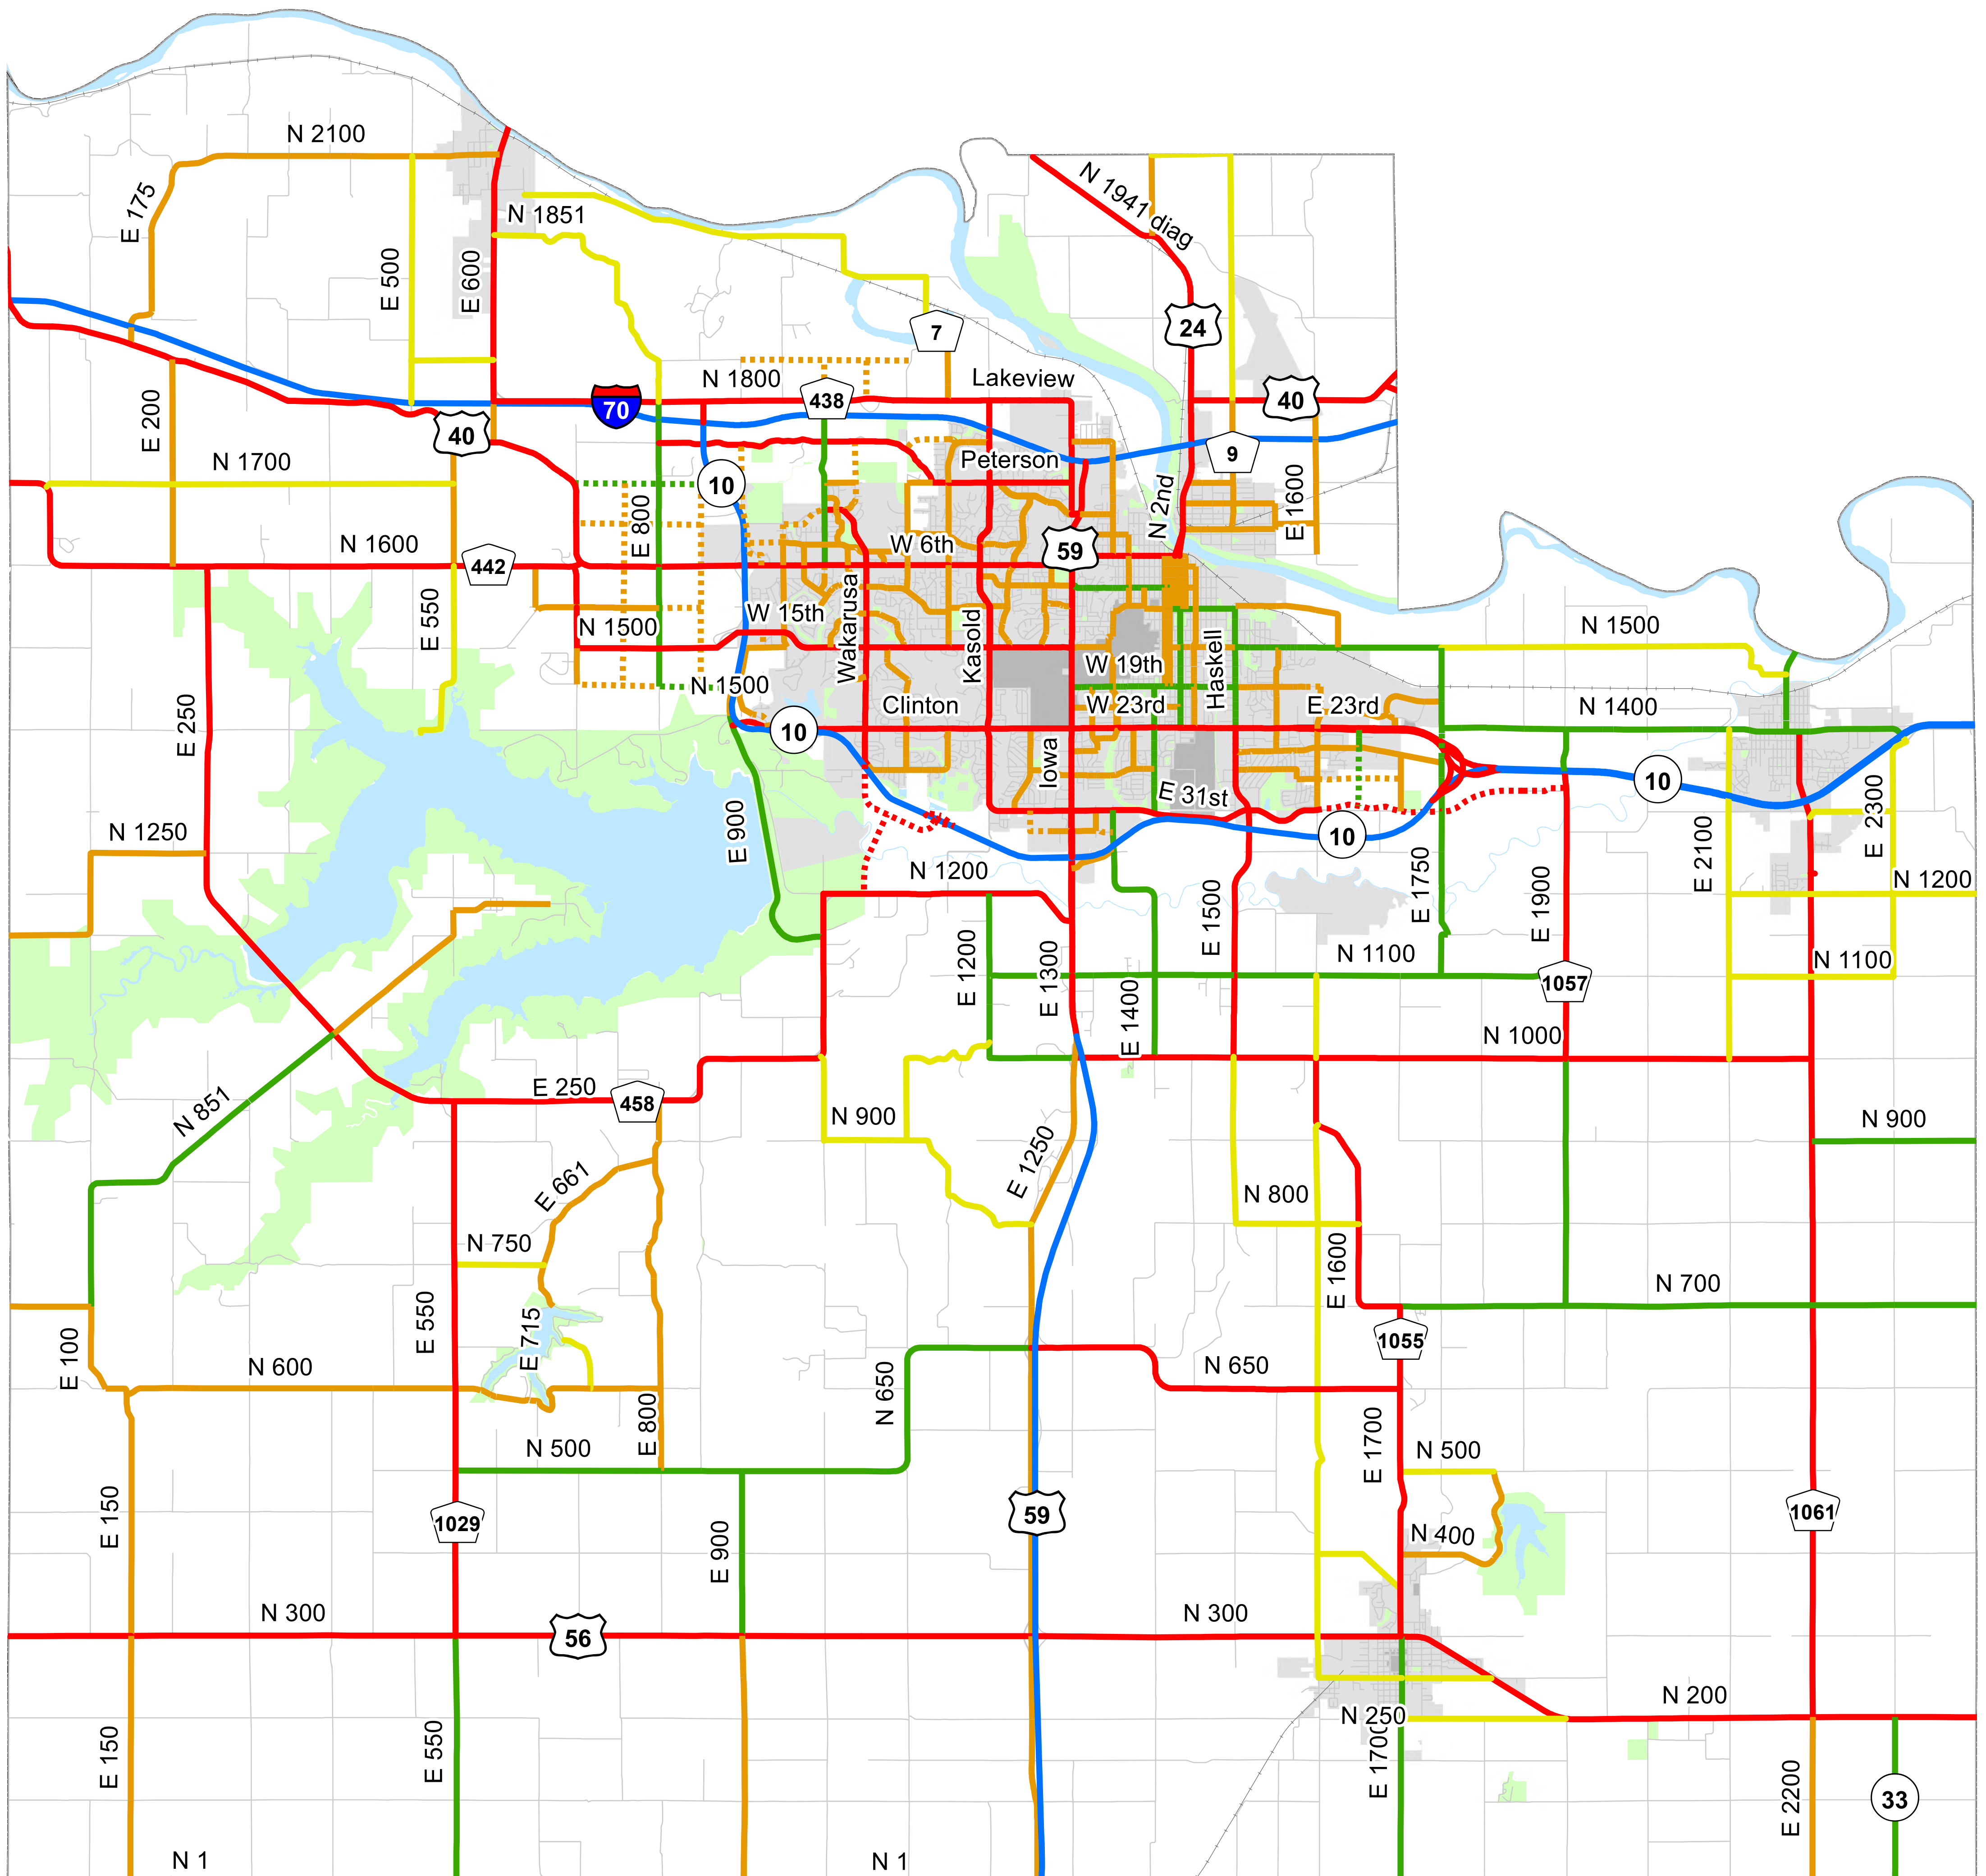 N 2100
N 1941 diag
E 175
N 1851
E 500
E 600
7
24
N 1800
Lakeview
438
70
40
40
E 200
9
N 1700
Peterson
10
N 2nd
E 1600
E 800
N 1600
W 6th
59
442
E 550
W 15th
Wakarusa
N 1500
Kasold
Haskell
N 1500
W 19th
N 1500
E 250
Clinton
W 23rd
E 23rd
N 1400
10
Iowa
10
E 31st
E 900
N 1250
10
E 2300
E 2100
N 1200
E 1750
N 1200
E 1900
E 1500
E 1200
E 1300
N 1100
N 1100
1057
E 1400
N 1000
E 250
458
N 851
N 900
N 900
E 1250
E 661
N 800
N 750
E 1600
N 700
E 550
E 715
1055
E 100
N 600
N 650
N 650
E 800
N 500
E 1700
N 500
E 150
1029
59
1061
E 900
N 400
N 300
N 300
56
N 200
N 250
E 150
E 550
E 1700
E 2200
33
N 1
N 1